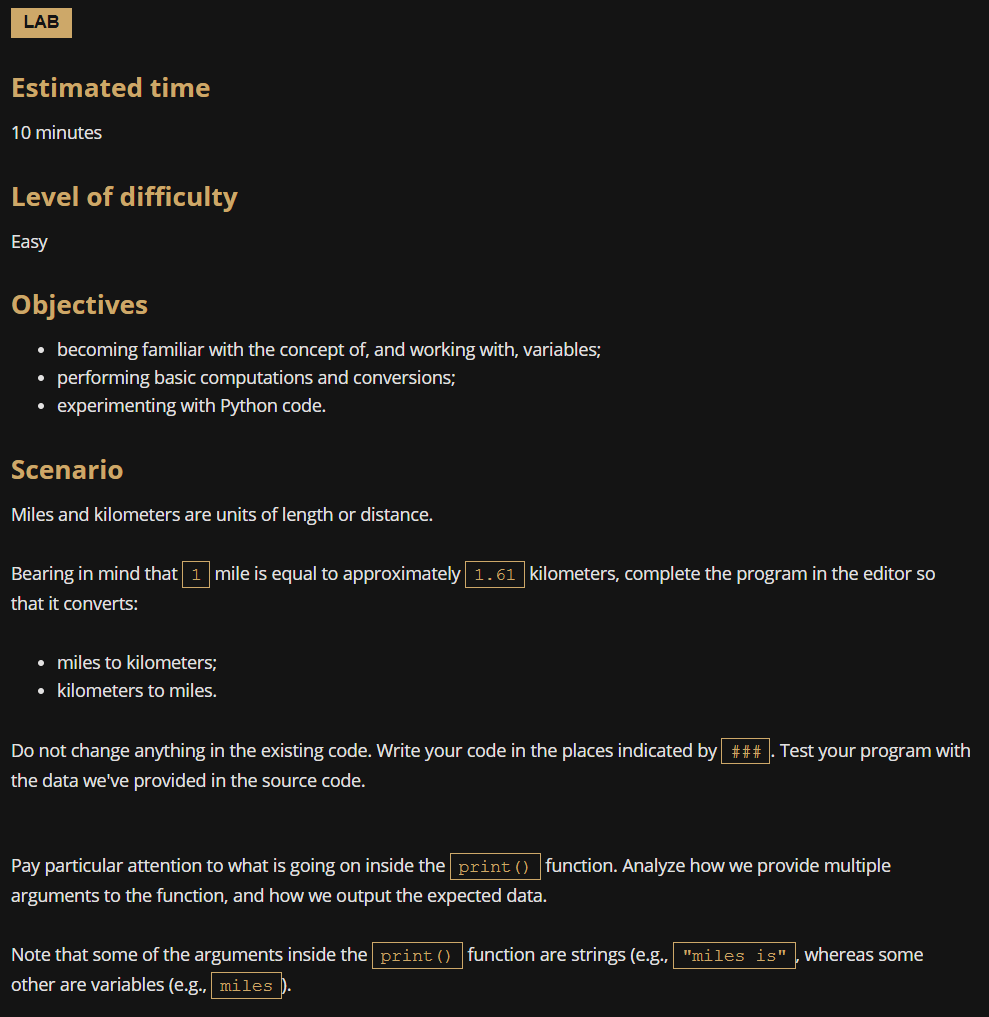 LAB
Estimated time
10 minutes
Level of difficulty
Easy
Objectives
• becoming familiar with the concept of, and working with, variables;
• performing basic computations and conversions;
• experimenting with Python code.
Scenario
Miles and kilometers are units of length or distance.
Bearing in mind that 1 mile is equal to approximately 1.61 kilometers, complete the program in the editor so
that it converts:
• miles to kilometers;
• kilometers to miles.
Do not change anything in the existing code. Write your code in the places indicated by ###. Test your program with
the data we've provided in the source code.
Pay particular attention to what is going on inside the print() function. Analyze how we provide multiple
arguments to the function, and how we output the expected data.
Note that some of the arguments inside the print() function are strings (e.g., "miles is", whereas some
other are variables (e.g., miles).